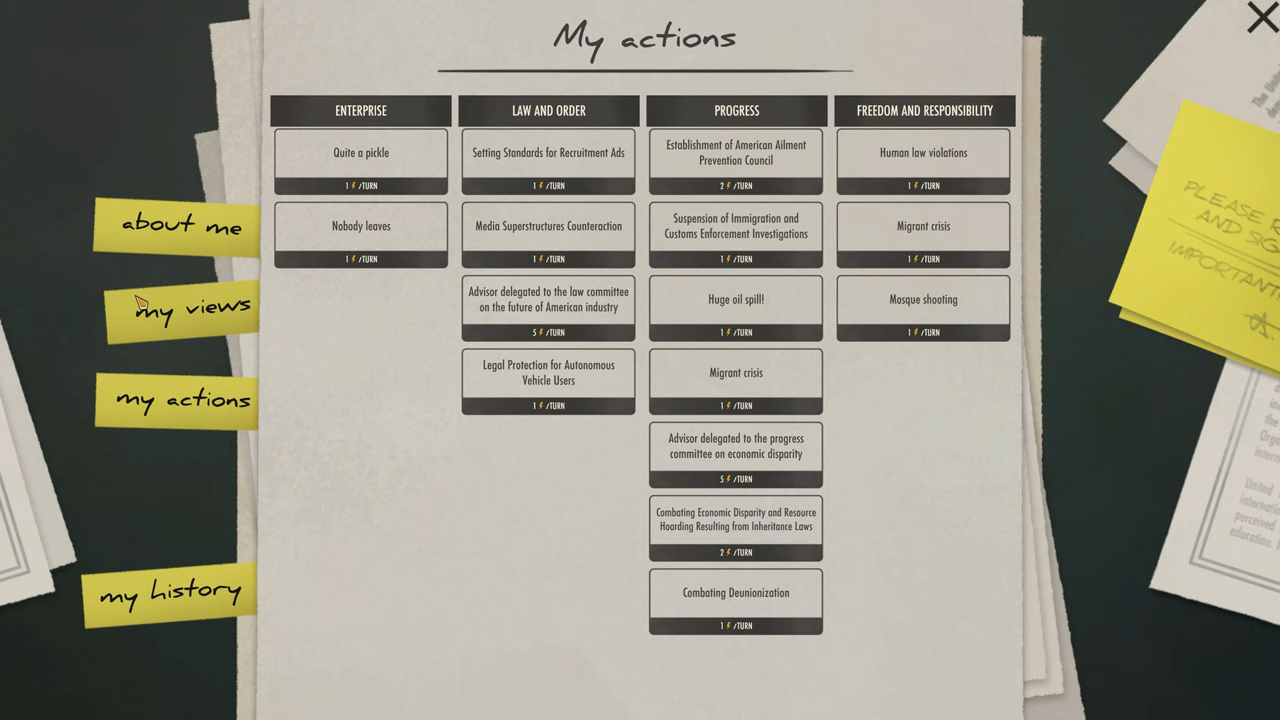 My actions
ENTERPRISE
Quite a pickle
1 /TURN
Nobody leaves
1 /TURN
LAW AND ORDER
Setting Standards for Recruitment Ads
1 /TURN
Media Superstructures Counteraction
1 /TURN
Advisor delegated to the law committee
on the future of American industry
5 /TURN
Legal Protection for Autonomous
Vehicle Users
1 /TURN
PROGRESS
Establishment of American Ailment
Prevention Council
2 /TURN
Suspension of Immigration and
Customs Enforcement Investigations
1 /TURN
Huge oil spill!
1 /TURN
Migrant crisis
1 /TURN
Advisor delegated to the progress
committee on economic disparity
5 /TURN
Combating Economic Disparity and Resource
Hoarding Resulting from Inheritance Laws
2 /TURN
Combating Deunionization
1 /TURN
FREEDOM AND RESPONSIBILITY
Human law violations
1 /TURN
Migrant crisis
1 /TURN
Mosque shooting
1 /TURN
about me
my views
my actions
my history
PLEASE
AND
IMPORTANT
United
internati
perceived
education.